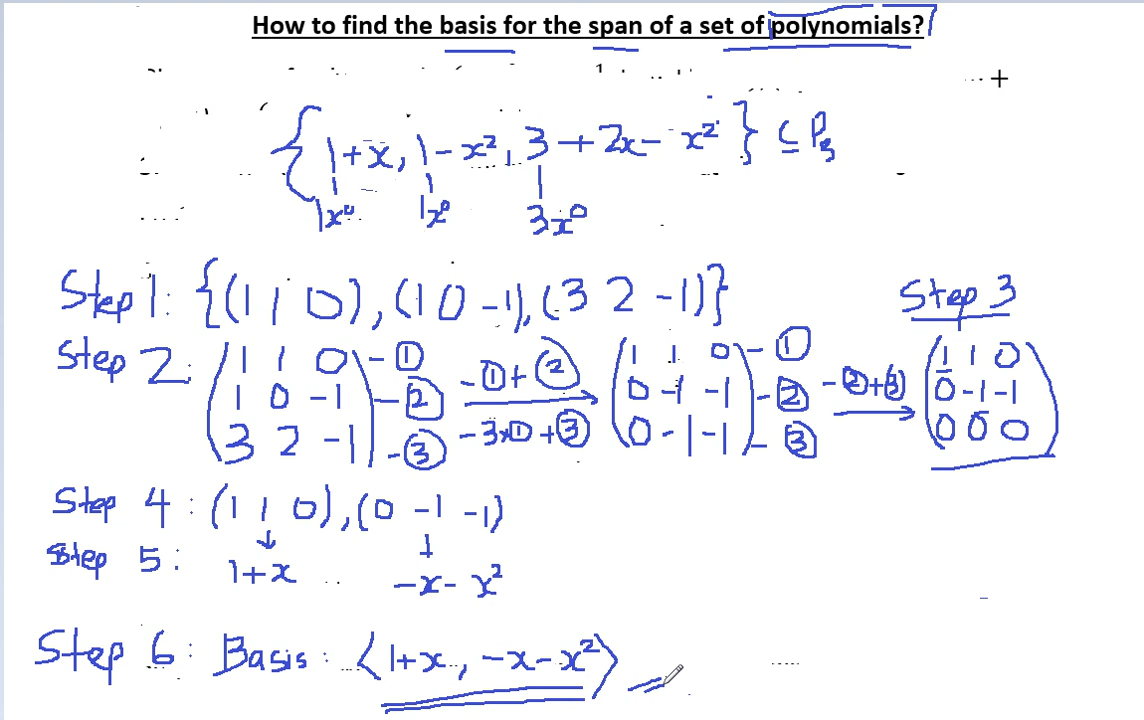 How to find the basis for the span of a set of polynomials?
{1+x, 1-x², 3+2x-x²} ⊆ P₃
1x⁰ 1x⁰ 3x⁰
Step 1: {(1 1 0), (1 0 -1), (3 2 -1)}
Step 3
Step 2: (1 1 0) - ① (1 1 0) - ① (1 1 0)
(1 0 -1) - ② -①+② (0 -1 -1) - ② -②+③ (0 -1 -1)
(3 2 -1) - ③ -3x①+③ (0 -1 -1) - ③ (0 0 0)
Step 4: (1 1 0), (0 -1 -1)
Step 5: 1+x -x-x²
Step 6: Basis: <1+x, -x-x²>